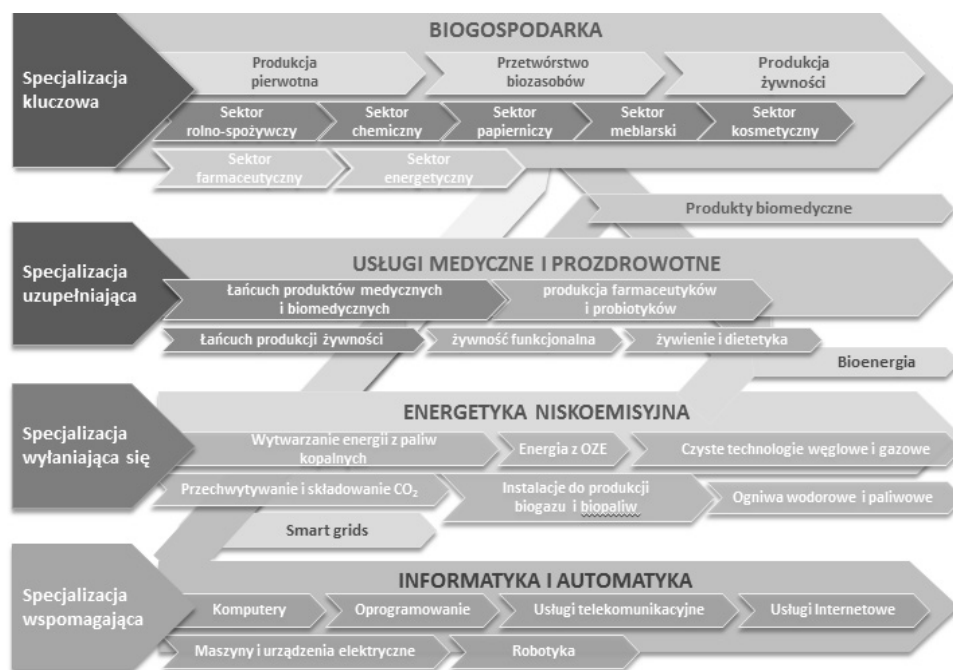 BIOGOSPODARKA
Specjalizacja
kluczowa
Produkcja
pierwotna
Przetwórstwo
biozasobów
Produkcja
żywności
Sektor
rolno-spożywczy
Sektor
chemiczny
Sektor
papierniczy
Sektor
meblarski
Sektor
kosmetyczny
Sektor
farmaceutyczny
Sektor
energetyczny
Produkty biomedyczne
USŁUGI MEDYCZNE I PROZDROWOTNE
Specjalizacja
uzupełniająca
Łańcuch produktów medycznych
i biomedycznych
produkcja farmaceutyków
i probiotyków
Łańcuch produkcji żywności
żywność funkcjonalna
żywienie i dietetyka
Bioenergia
ENERGETYKA NISKOEMISYJNA
Specjalizacja
wyłaniająca się
Wytwarzanie energii z paliw
kopalnych
Energia z OZE
Czyste technologie węglowe i gazowe
Przechwytywanie i składowanie CO₂
Instalacje do produkcji
biogazu i biopaliw
Ogniwa wodorowe i paliwowe
Smart grids
INFORMATYKA I AUTOMATYKA
Specjalizacja
wspomagająca
Komputery
Oprogramowanie
Usługi telekomunikacyjne
Usługi Internetowe
Maszyny i urządzenia elektryczne
Robotyka